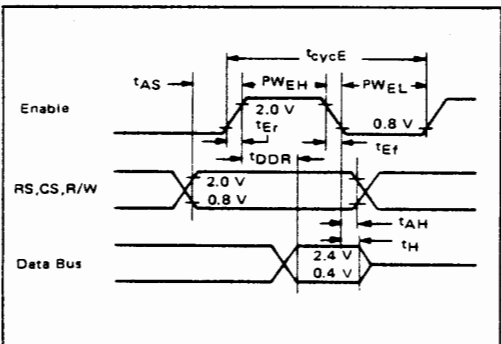 tcycE
tAS
PWEH
PWEL
Enable
2.0 V
0.8 V
tEr
tEf
tDDR
RS,CS,R/W
2.0 V
0.8 V
tAH
tH
Data Bus
2.4 V
0.4 V